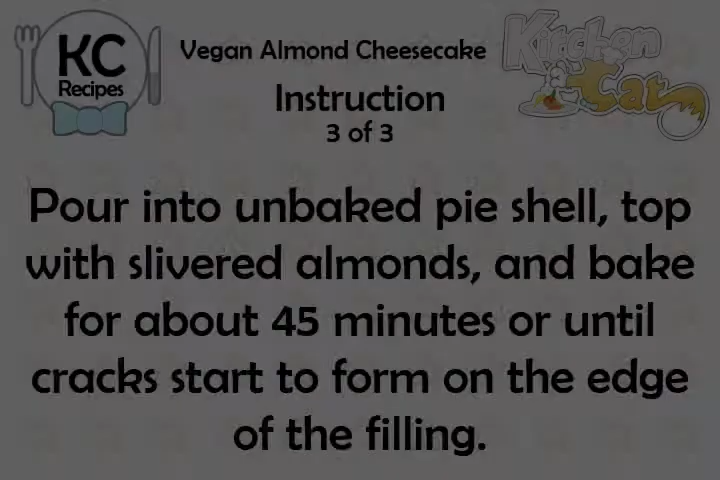 KC
Recipes
Vegan Almond Cheesecake
Kitchen
Cat
Instruction
3 of 3
Pour into unbaked pie shell, top
with slivered almonds, and bake
for about 45 minutes or until
cracks start to form on the edge
of the filling.